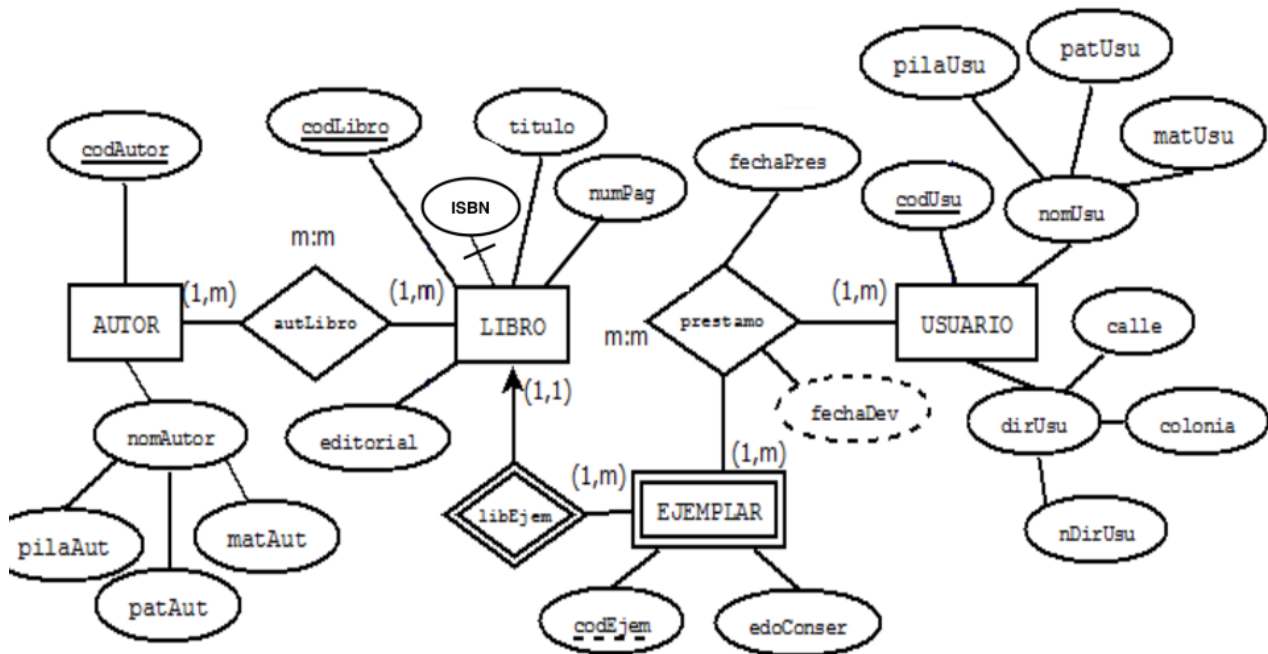 pilaUsu
patUsu
matUsu
codLibro
titulo
codAutor
fechaPres
numPag
codUsu
nomUsu
ISBN
m:m
(1,m)
(1,m)
(1,m)
AUTOR
autLibro
LIBRO
prestamo
USUARIO
calle
m:m
(1,1)
fechaDev
dirUsu
colonia
nomAutor
editorial
(1,m)
(1,m)
libEjem
EJEMPLAR
pilaAut
matAut
nDirUsu
patAut
codEjem
edoConser